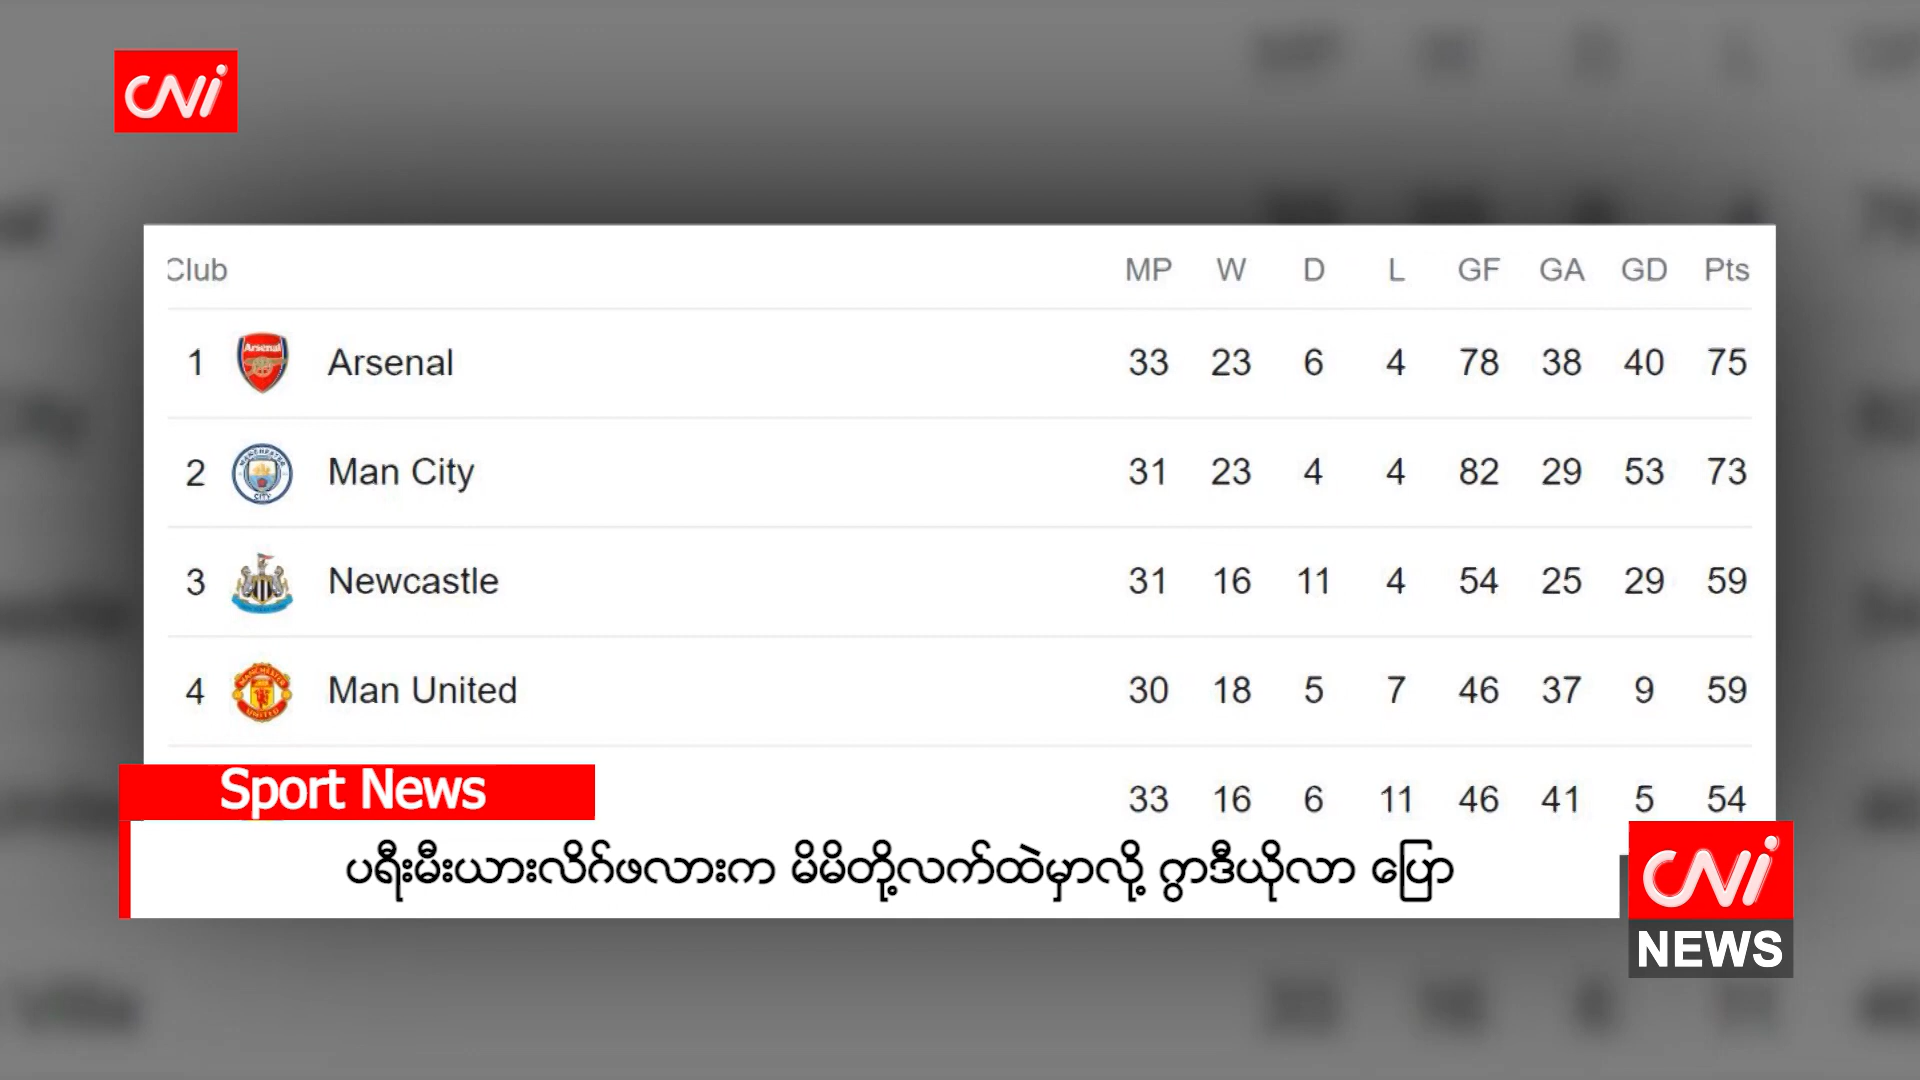 CNi
Club MP W D L GF GA GD Pts
1 Arsenal 33 23 6 4 78 38 40 75
2 Man City 31 23 4 4 82 29 53 73
3 Newcastle 31 16 11 4 54 25 29 59
4 Man United 30 18 5 7 46 37 9 59
33 16 6 11 46 41 5 54
Sport News
ပရီးမီးယားလိဂ်ဖလားက မိမိတို့လက်ထဲမှာလို့ ဂွာဒီယိုလာ ပြော
CNi
NEWS